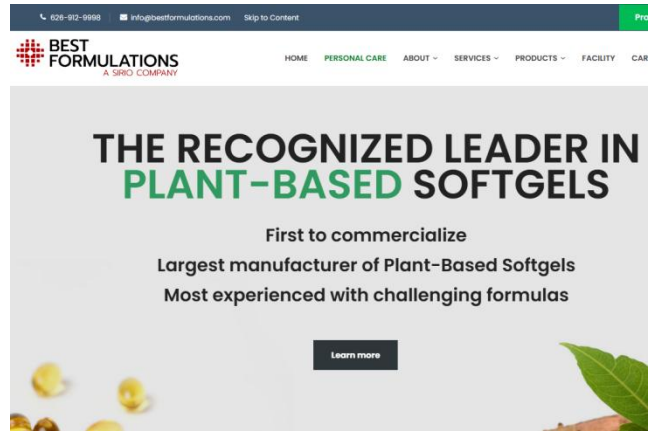 626-912-9998 info@bestformulations.com Skip to Content
BEST
FORMULATIONS
A SIRIO COMPANY
HOME PERSONAL CARE ABOUT SERVICES PRODUCTS FACILITY
THE RECOGNIZED LEADER IN
PLANT-BASED SOFTGELS
First to commercialize
Largest manufacturer of Plant-Based Softgels
Most experienced with challenging formulas
Learn more